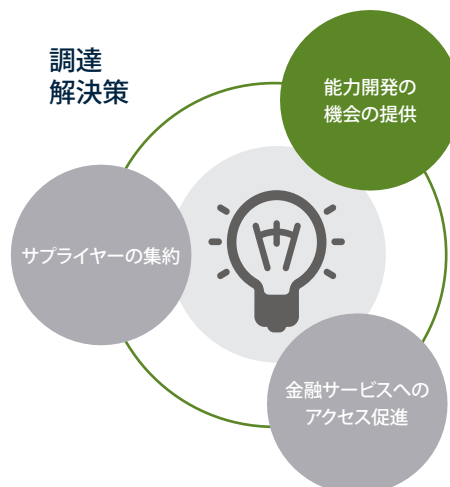 調達
解決策
能力開発の
機会の提供
サプライヤーの集約
金融サービスへの
アクセス促進